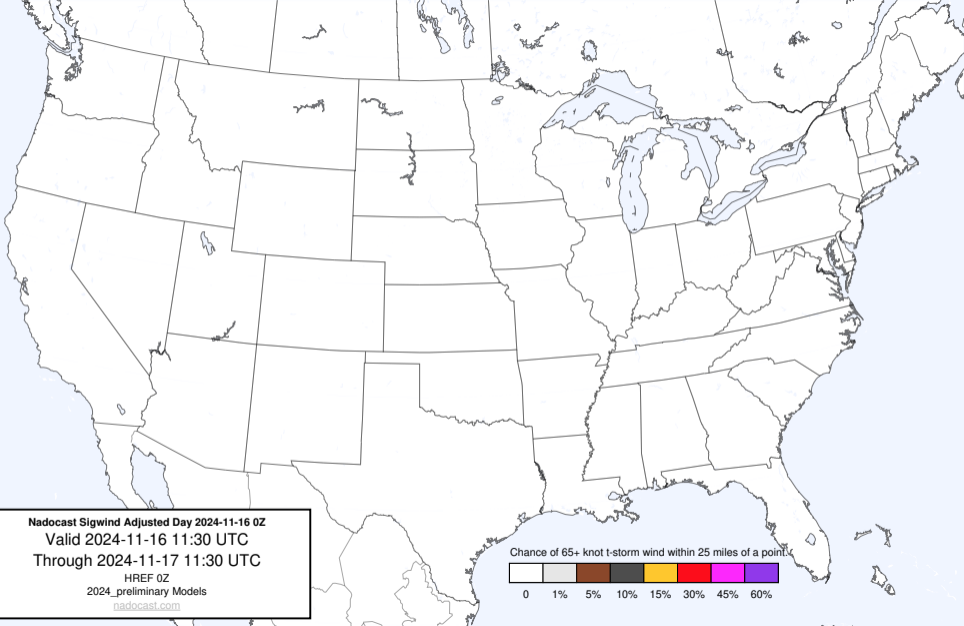 Nadocast Sigwind Adjusted Day 2024-11-16 0Z
Valid 2024-11-16 11:30 UTC
Through 2024-11-17 11:30 UTC
HREF 0Z
2024_preliminary Models
nadocast.com
Chance of 65+ knot t-storm wind within 25 miles of a point.
0 1% 5% 10% 15% 30% 45% 60%